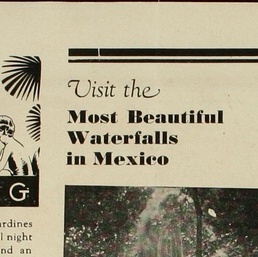 Visit the
Most Beautiful
Waterfalls
in Mexico
G
ardines
l night
nd an